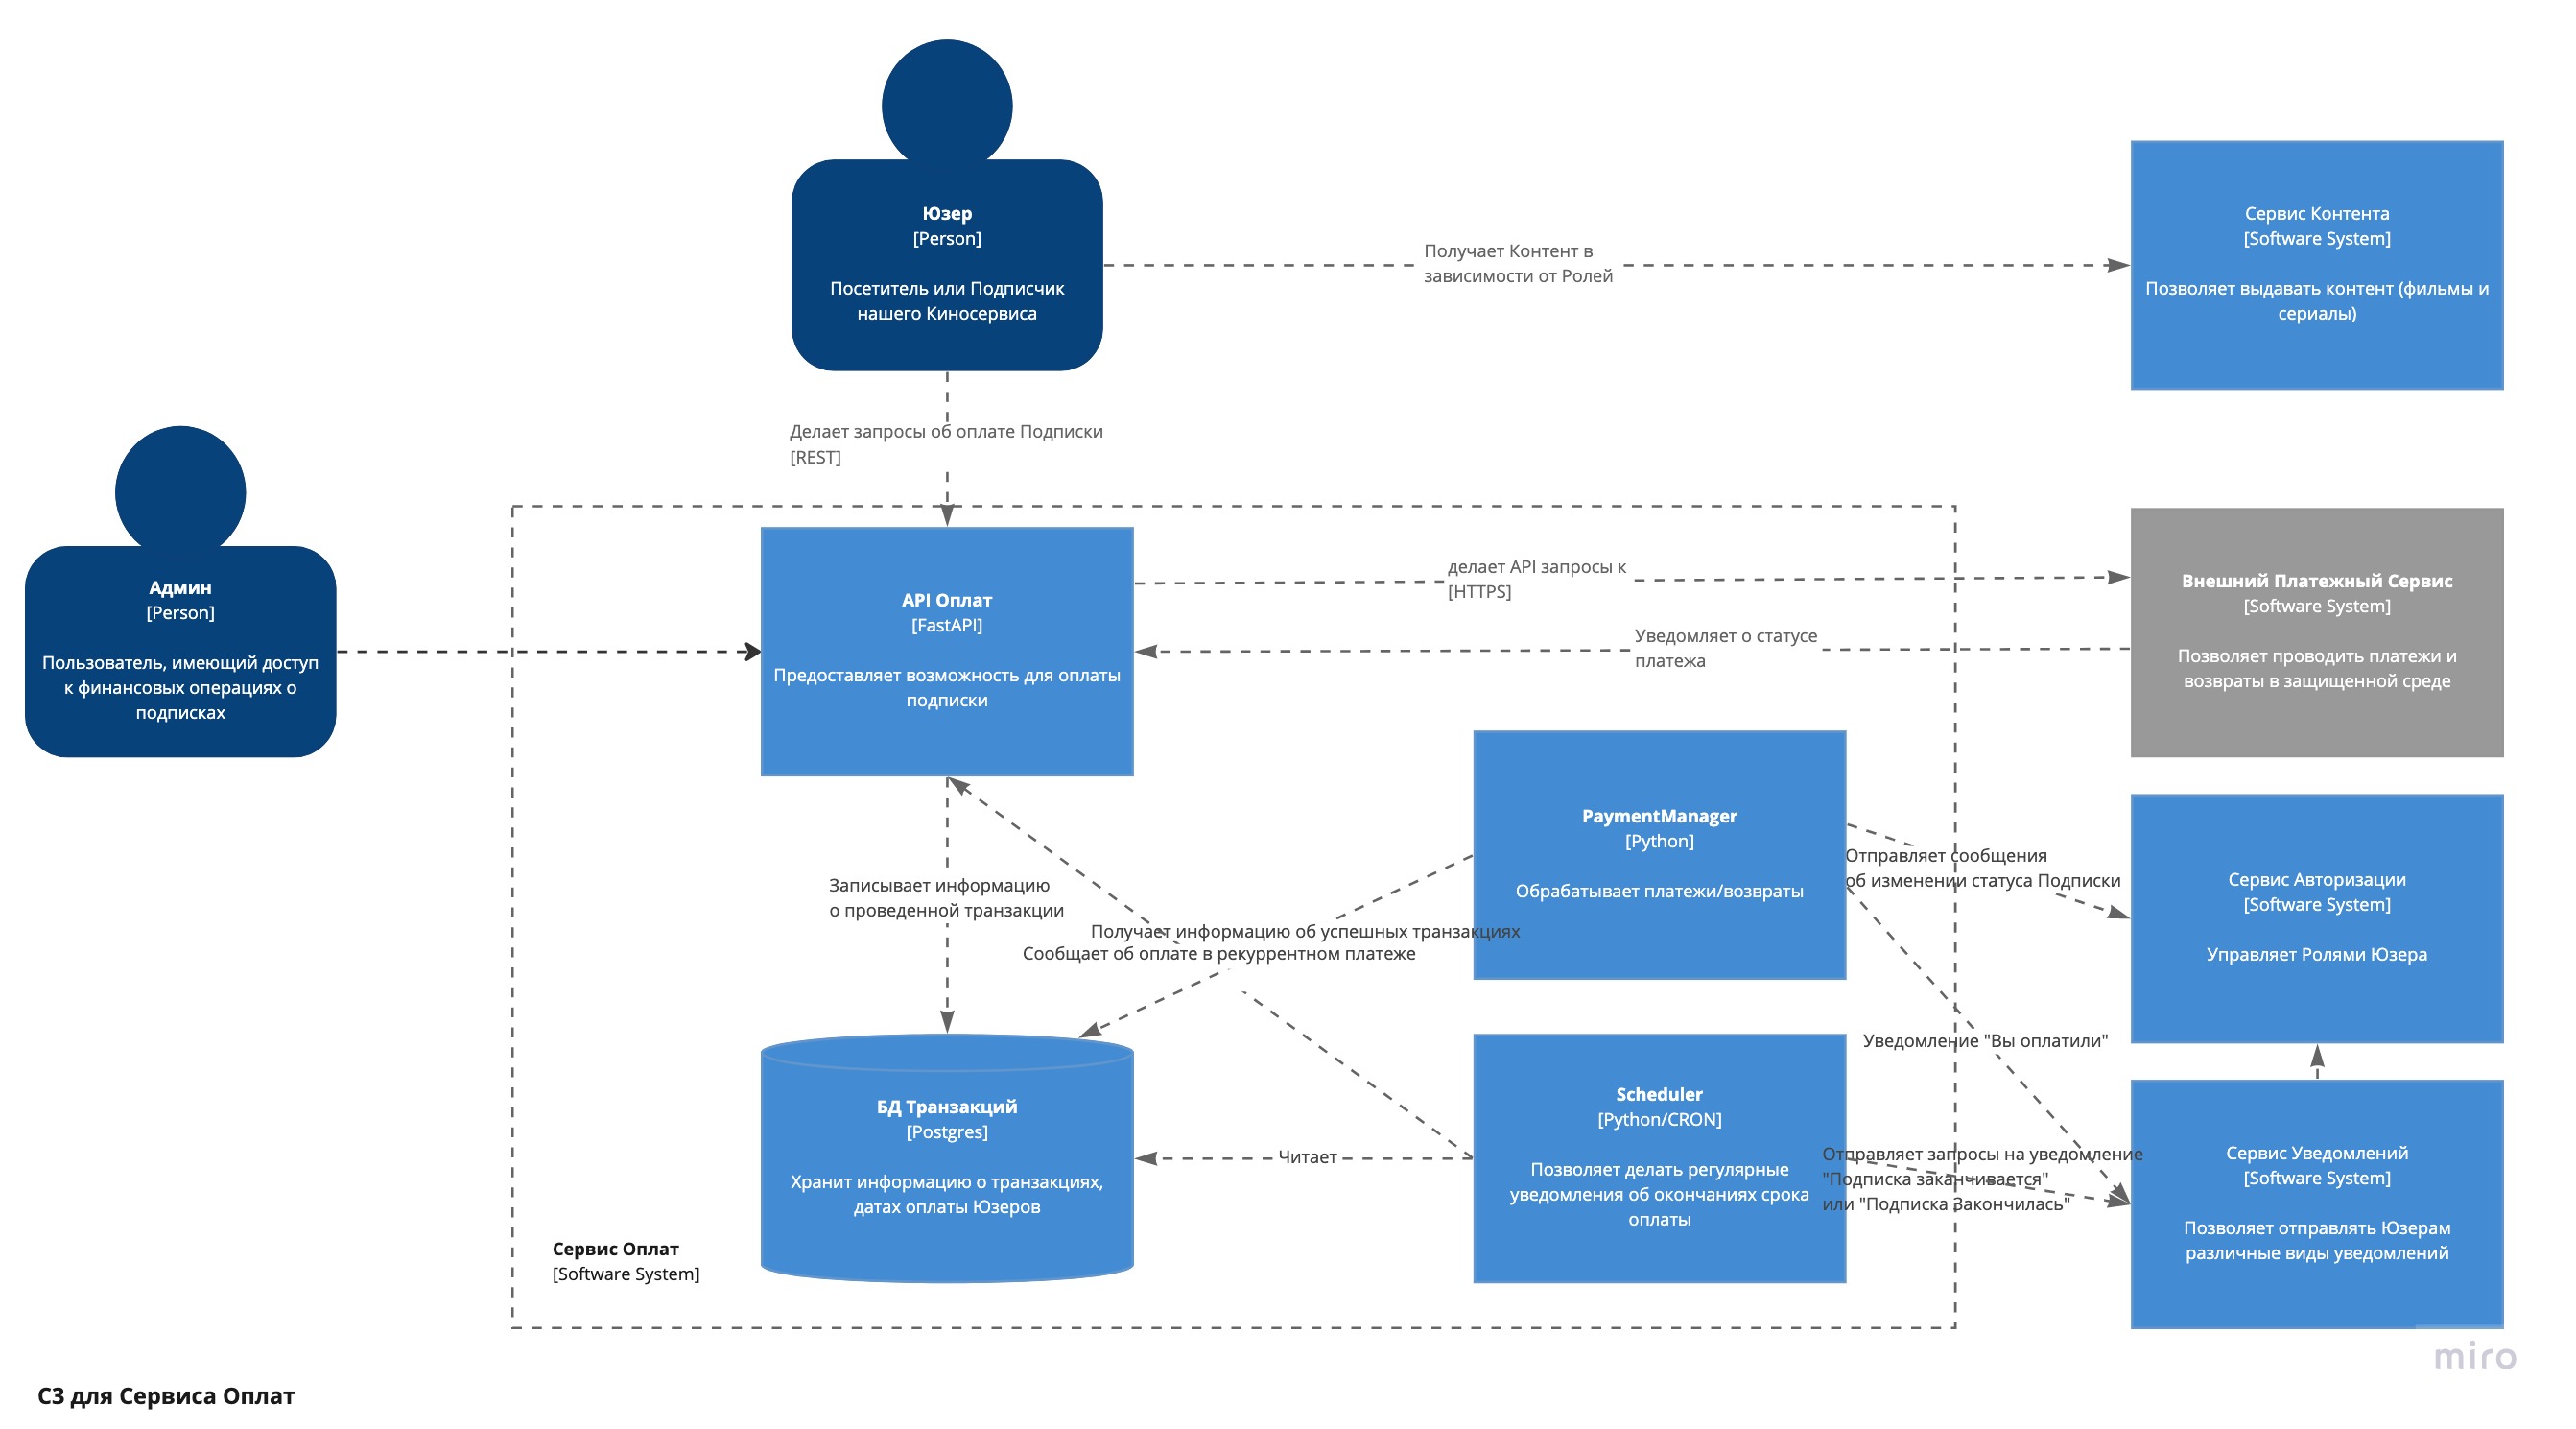 Юзер
[Person]
Посетитель или Подписчик
нашего Киносервиса
Получает Контент в
зависимости от Ролей
Сервис Контента
[Software System]
Позволяет выдавать контент (фильмы и
сериалы)
Делает запросы об оплате Подписки
[REST]
Админ
[Person]
Пользователь, имеющий доступ
к финансовых операциях о
подписках
API Оплат
[FastAPI]
Предоставляет возможность для оплаты
подписки
делает API запросы к
[HTTPS]
Уведомляет о статусе
платежа
Внешний Платежный Сервис
[Software System]
Позволяет проводить платежи и
возвраты в защищенной среде
PaymentManager
[Python]
Обрабатывает платежи/возвраты
Отправляет сообщения
об изменении статуса Подписки
Сервис Авторизации
[Software System]
Управляет Ролями Юзера
Записывает информацию
о проведенной транзакции
Получает информацию об успешных транзакциях
Сообщает об оплате в рекуррентном платеже
Уведомление "Вы оплатили"
БД Транзакций
[Postgres]
Хранит информацию о транзакциях,
датах оплаты Юзеров
Читает
Scheduler
[Python/CRON]
Позволяет делать регулярные
уведомления об окончаниях срока
оплаты
Отправляет запросы на уведомление
"Подписка заканчивается"
или "Подписка Закончилась"
Сервис Уведомлений
[Software System]
Позволяет отправлять Юзерам
различные виды уведомлений
Сервис Оплат
[Software System]
miro
C3 для Сервиса Оплат